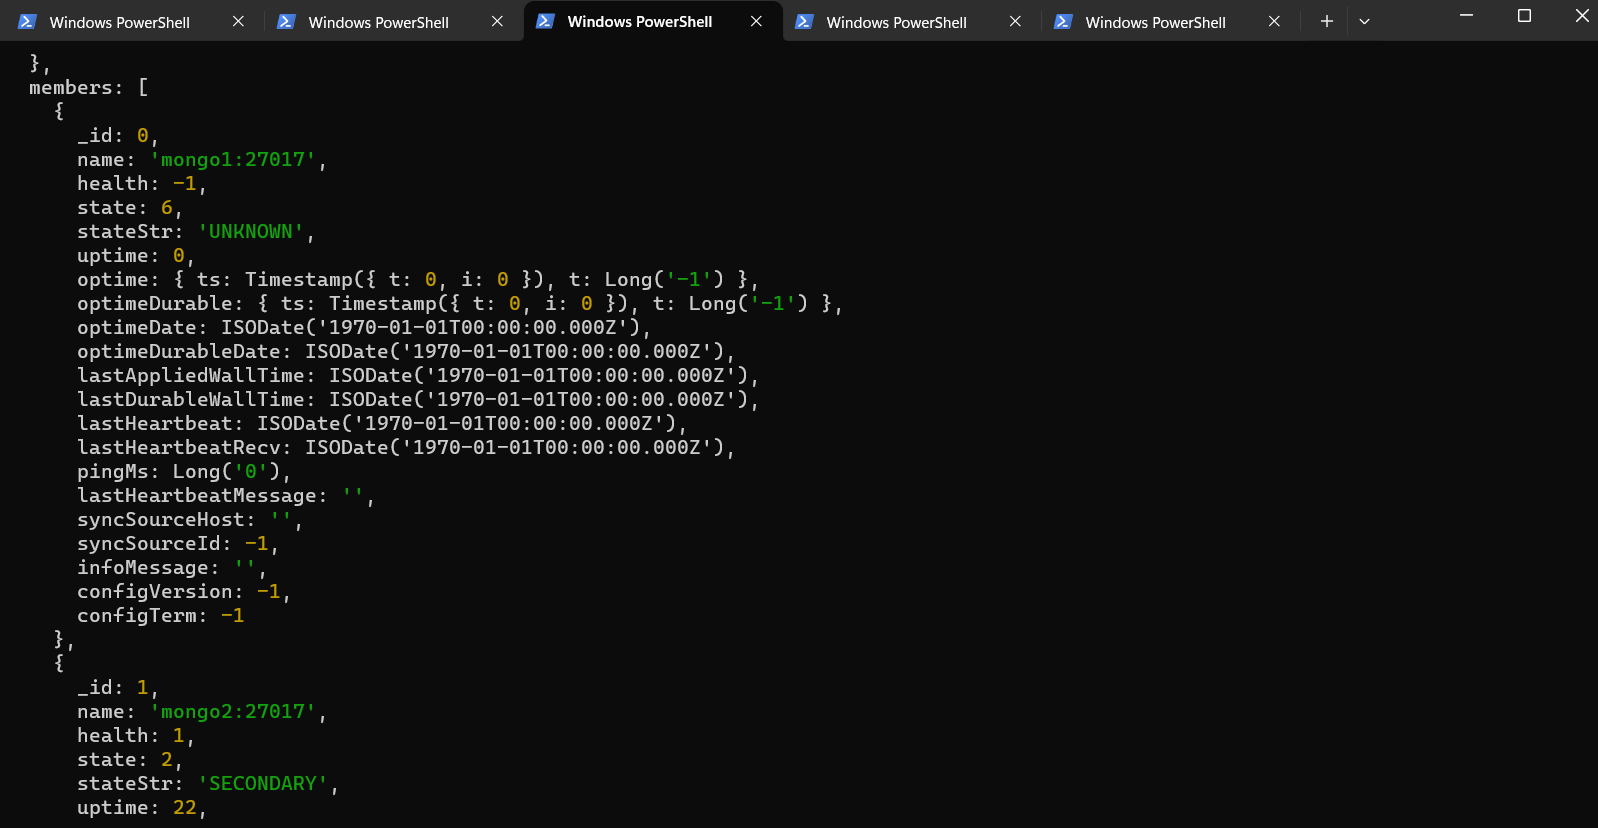 Windows PowerShell
Windows PowerShell
Windows PowerShell
Windows PowerShell
Windows PowerShell
},
members: [
{
_id: 0,
name: 'mongo1:27017',
health: -1,
state: 6,
stateStr: 'UNKNOWN',
uptime: 0,
optime: { ts: Timestamp({ t: 0, i: 0 }), t: Long('-1') },
optimeDurable: { ts: Timestamp({ t: 0, i: 0 }), t: Long('-1') },
optimeDate: ISODate('1970-01-01T00:00:00.000Z'),
optimeDurableDate: ISODate('1970-01-01T00:00:00.000Z'),
lastAppliedWallTime: ISODate('1970-01-01T00:00:00.000Z'),
lastDurableWallTime: ISODate('1970-01-01T00:00:00.000Z'),
lastHeartbeat: ISODate('1970-01-01T00:00:00.000Z'),
lastHeartbeatRecv: ISODate('1970-01-01T00:00:00.000Z'),
pingMs: Long('0'),
lastHeartbeatMessage: '',
syncSourceHost: '',
syncSourceId: -1,
infoMessage: '',
configVersion: -1,
configTerm: -1
},
{
_id: 1,
name: 'mongo2:27017',
health: 1,
state: 2,
stateStr: 'SECONDARY',
uptime: 22,